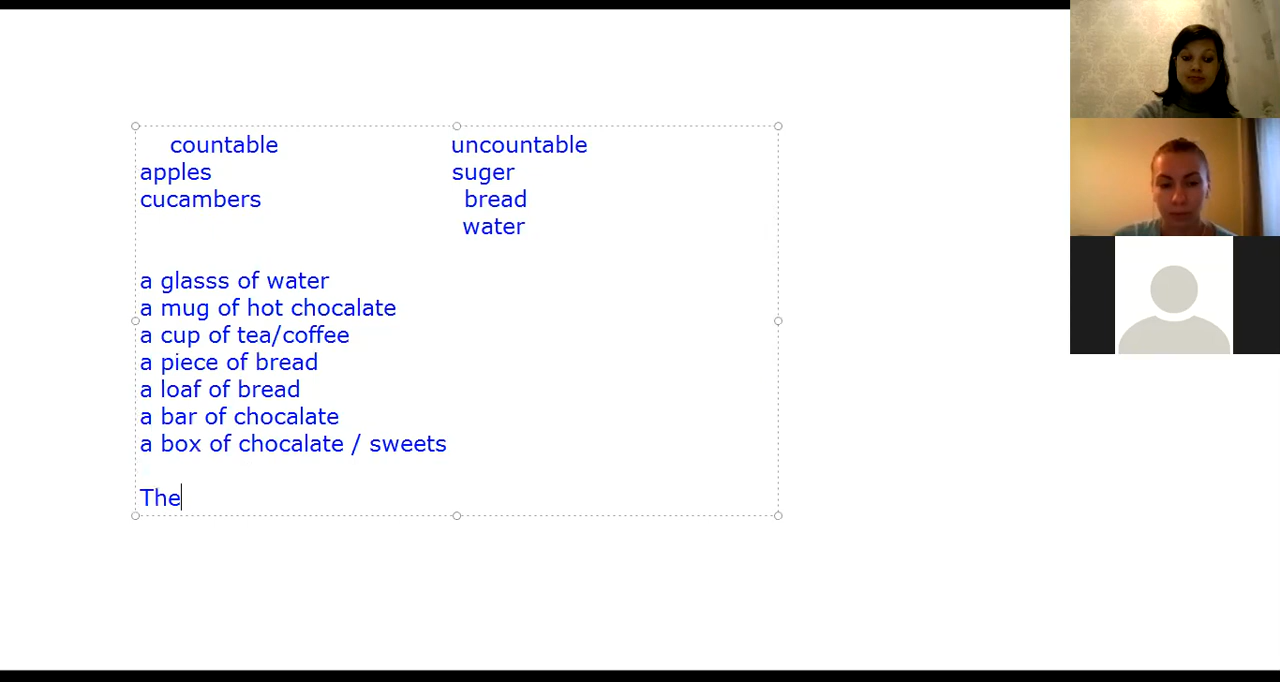 countable uncountable
apples suger
cucambers bread
water
a glasss of water
a mug of hot chocalate
a cup of tea/coffee
a piece of bread
a loaf of bread
a bar of chocalate
a box of chocalate / sweets
The